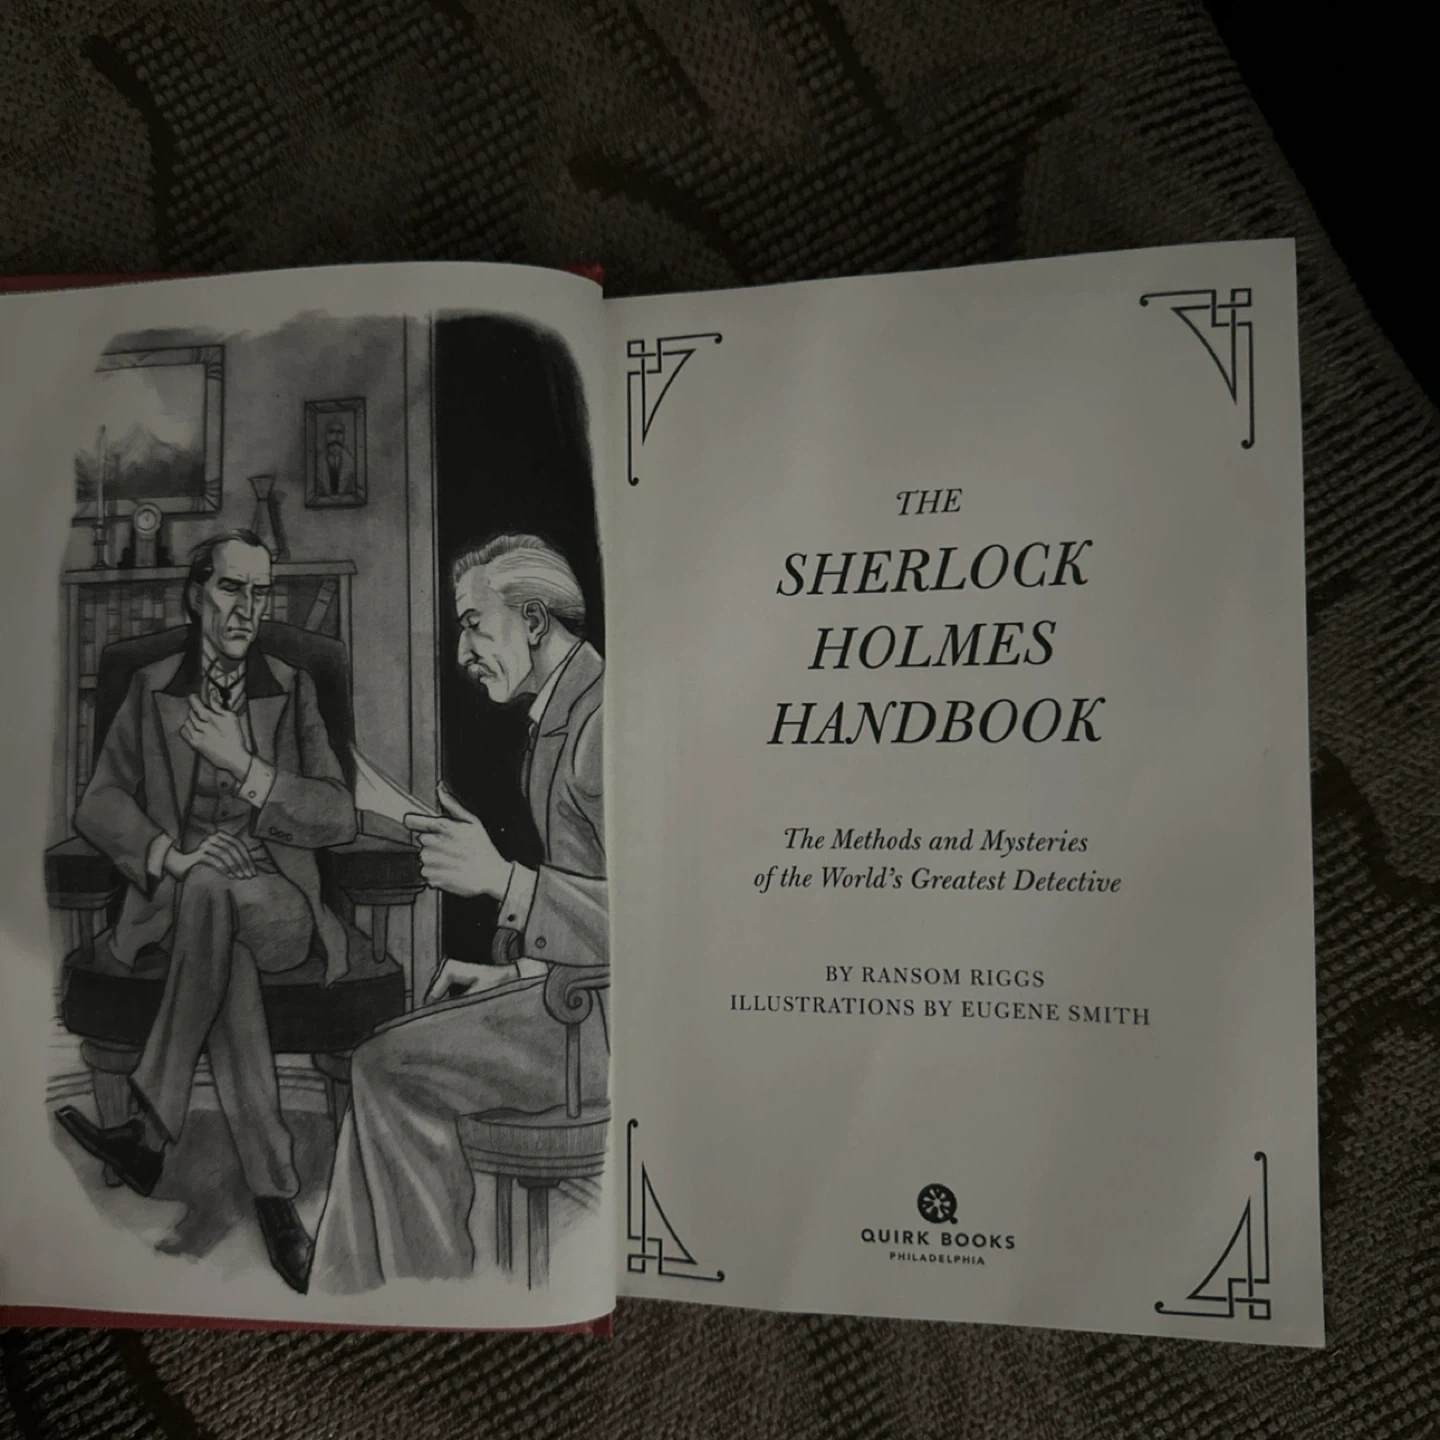 THE
SHERLOCK
HOLMES
HANDBOOK
The Methods and Mysteries
of the World's Greatest Detective
BY RANSOM RIGGS
ILLUSTRATIONS BY EUGENE SMITH
QUIRK BOOKS
PHILADELPHIA